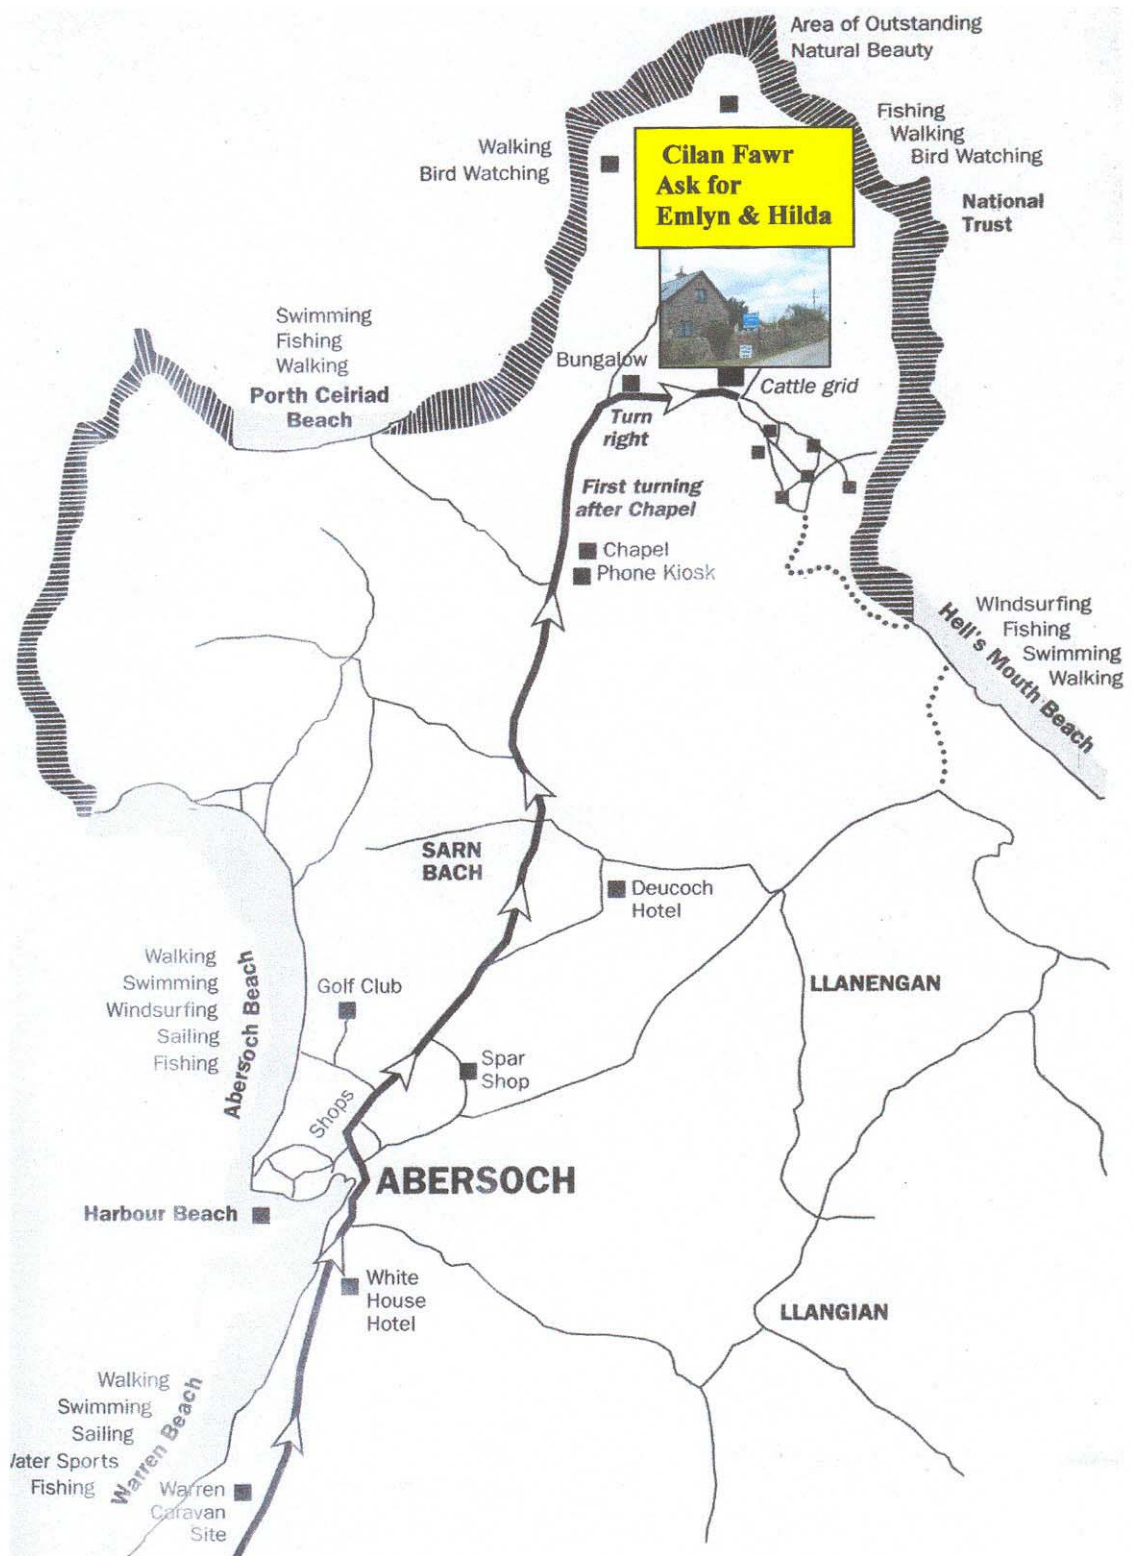 Area of Outstanding
Natural Beauty
Fishing
Walking
Bird Watching
Walking
Bird Watching
Cilan Fawr
Ask for
Emlyn & Hilda
National
Trust
Swimming
Fishing
Walking
Porth Ceiriad
Beach
Bungalow
Cattle grid
Turn
right
First turning
after Chapel
Chapel
Phone Kiosk
Windsurfing
Fishing
Swimming
Walking
Hell's Mouth Beach
SARN
BACH
Deucoch
Hotel
Walking
Swimming
Windsurfing
Sailing
Fishing
Abersoch Beach
Golf Club
LLANENGAN
Spar
Shop
Shops
ABERSOCH
Harbour Beach
White
House
Hotel
LLANGIAN
Walking
Swimming
Sailing
ater Sports
Fishing
Warren Beach
Warren
Caravan
Site